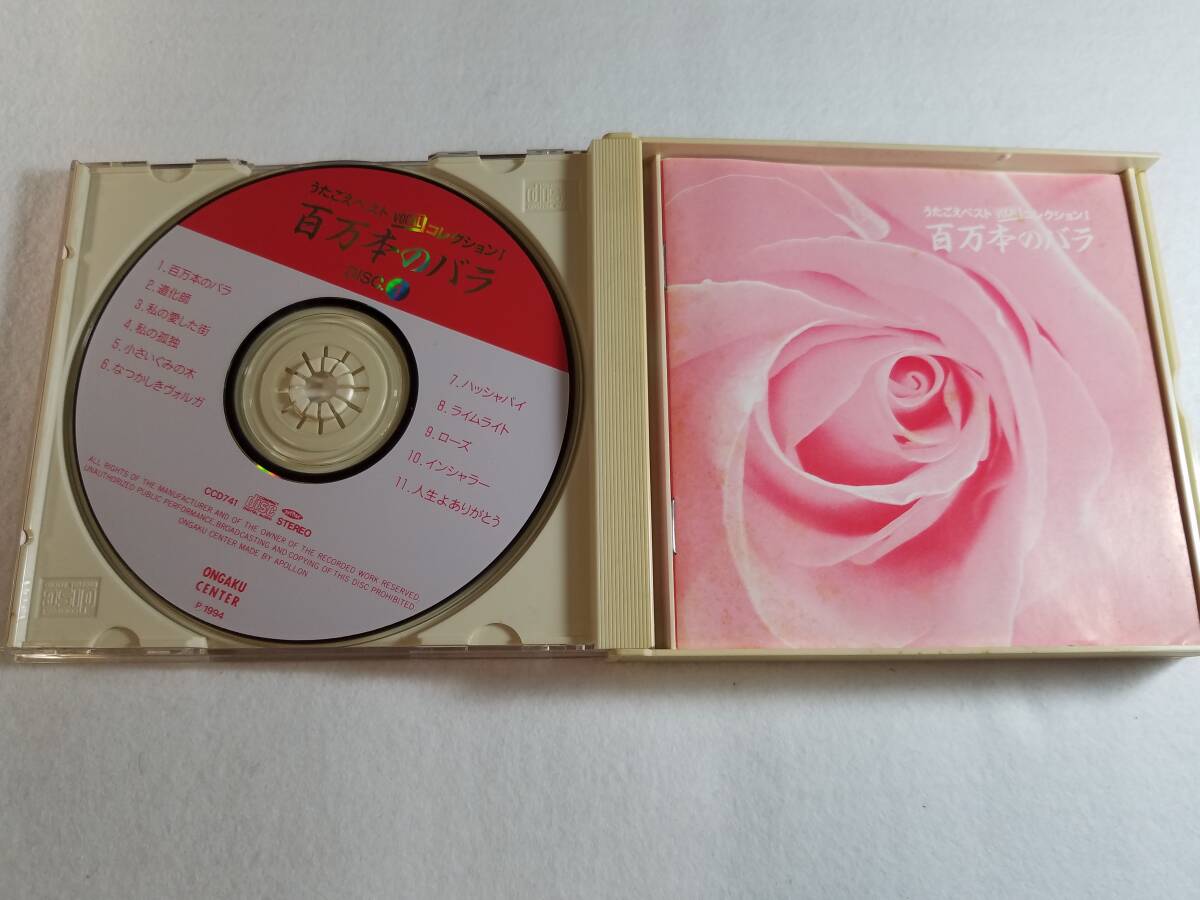 うたごえベスト VOCAL コレクションⅠ
百万本のバラ
DISC.
1. 百万本のバラ
2. 道化師
3. 私の愛した街
4. 私の孤独
5. 小さいぐみの木
6. なつかしきヴォルガ
7. ハッシャバイ
8. ライムライト
9. ローズ
10. インシャラー
11. 人生よありがとう
CCD741 STEREO
ALL RIGHTS OF THE MANUFACTURER AND OF THE OWNER OF THE RECORDED WORK RESERVED.
UNAUTHORIZED PUBLIC PERFORMANCE, BROADCASTING AND COPYING OF THIS DISC PROHIBITED.
ONGAKU CENTER MADE BY APOLLON
ONGAKU
CENTER
P 1994
うたごえベスト VOCAL コレクションⅠ
百万本のバラ